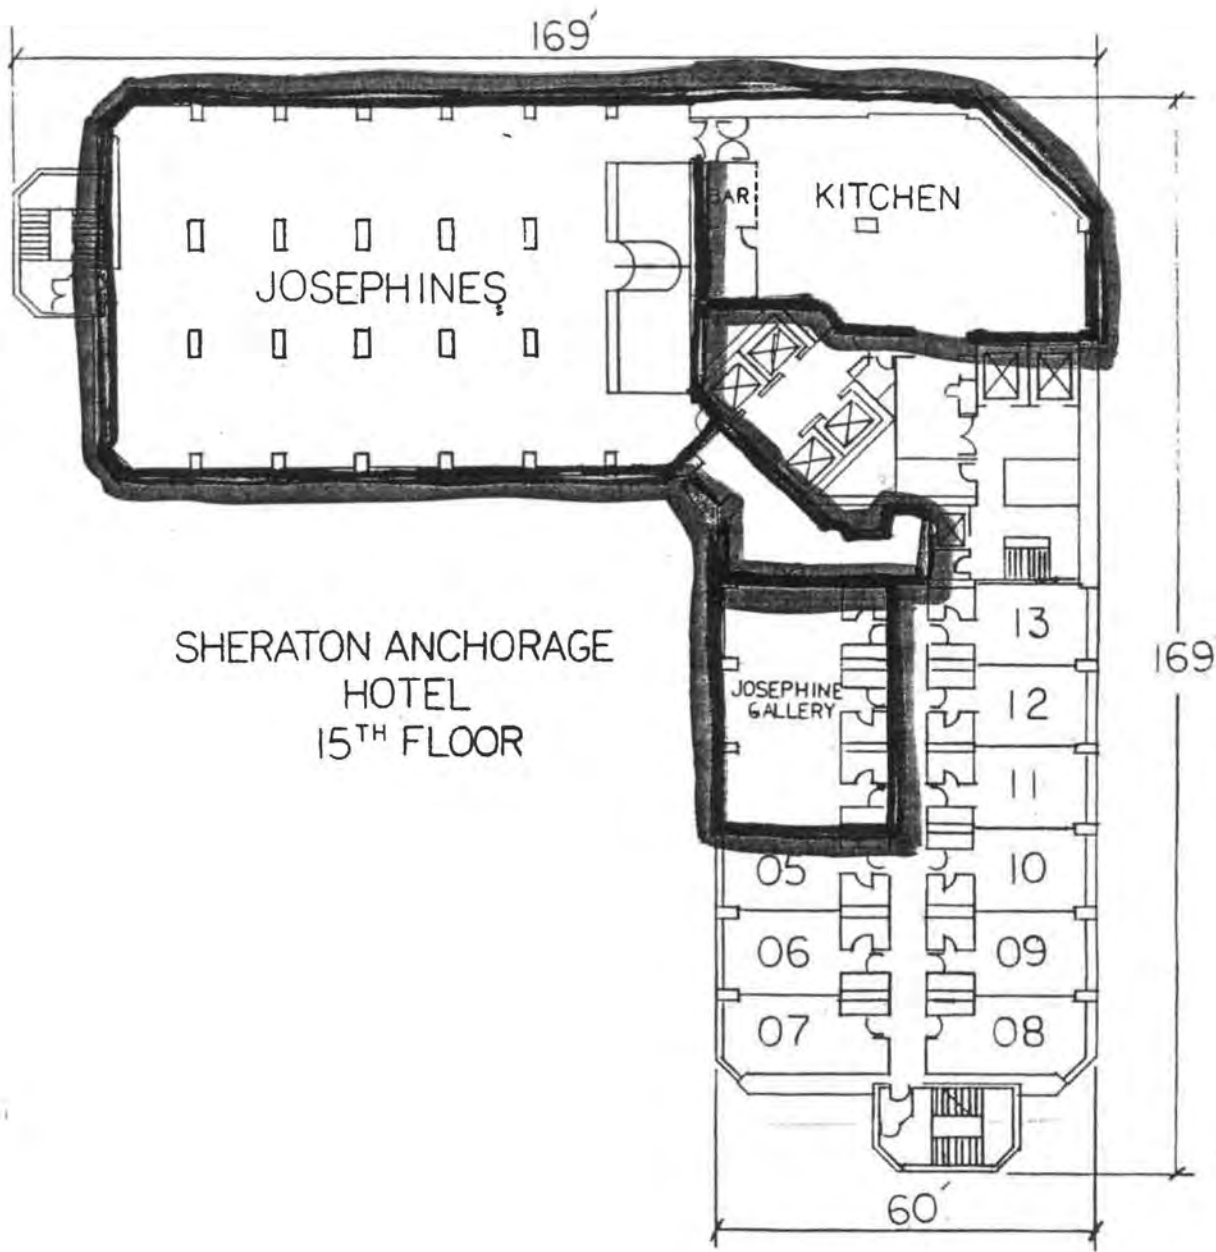 169'
BAR
KITCHEN
JOSEPHINES
SHERATON ANCHORAGE
HOTEL
15TH FLOOR
JOSEPHINE
GALLERY
13
169
12
11
05
10
06
09
07
08
60'